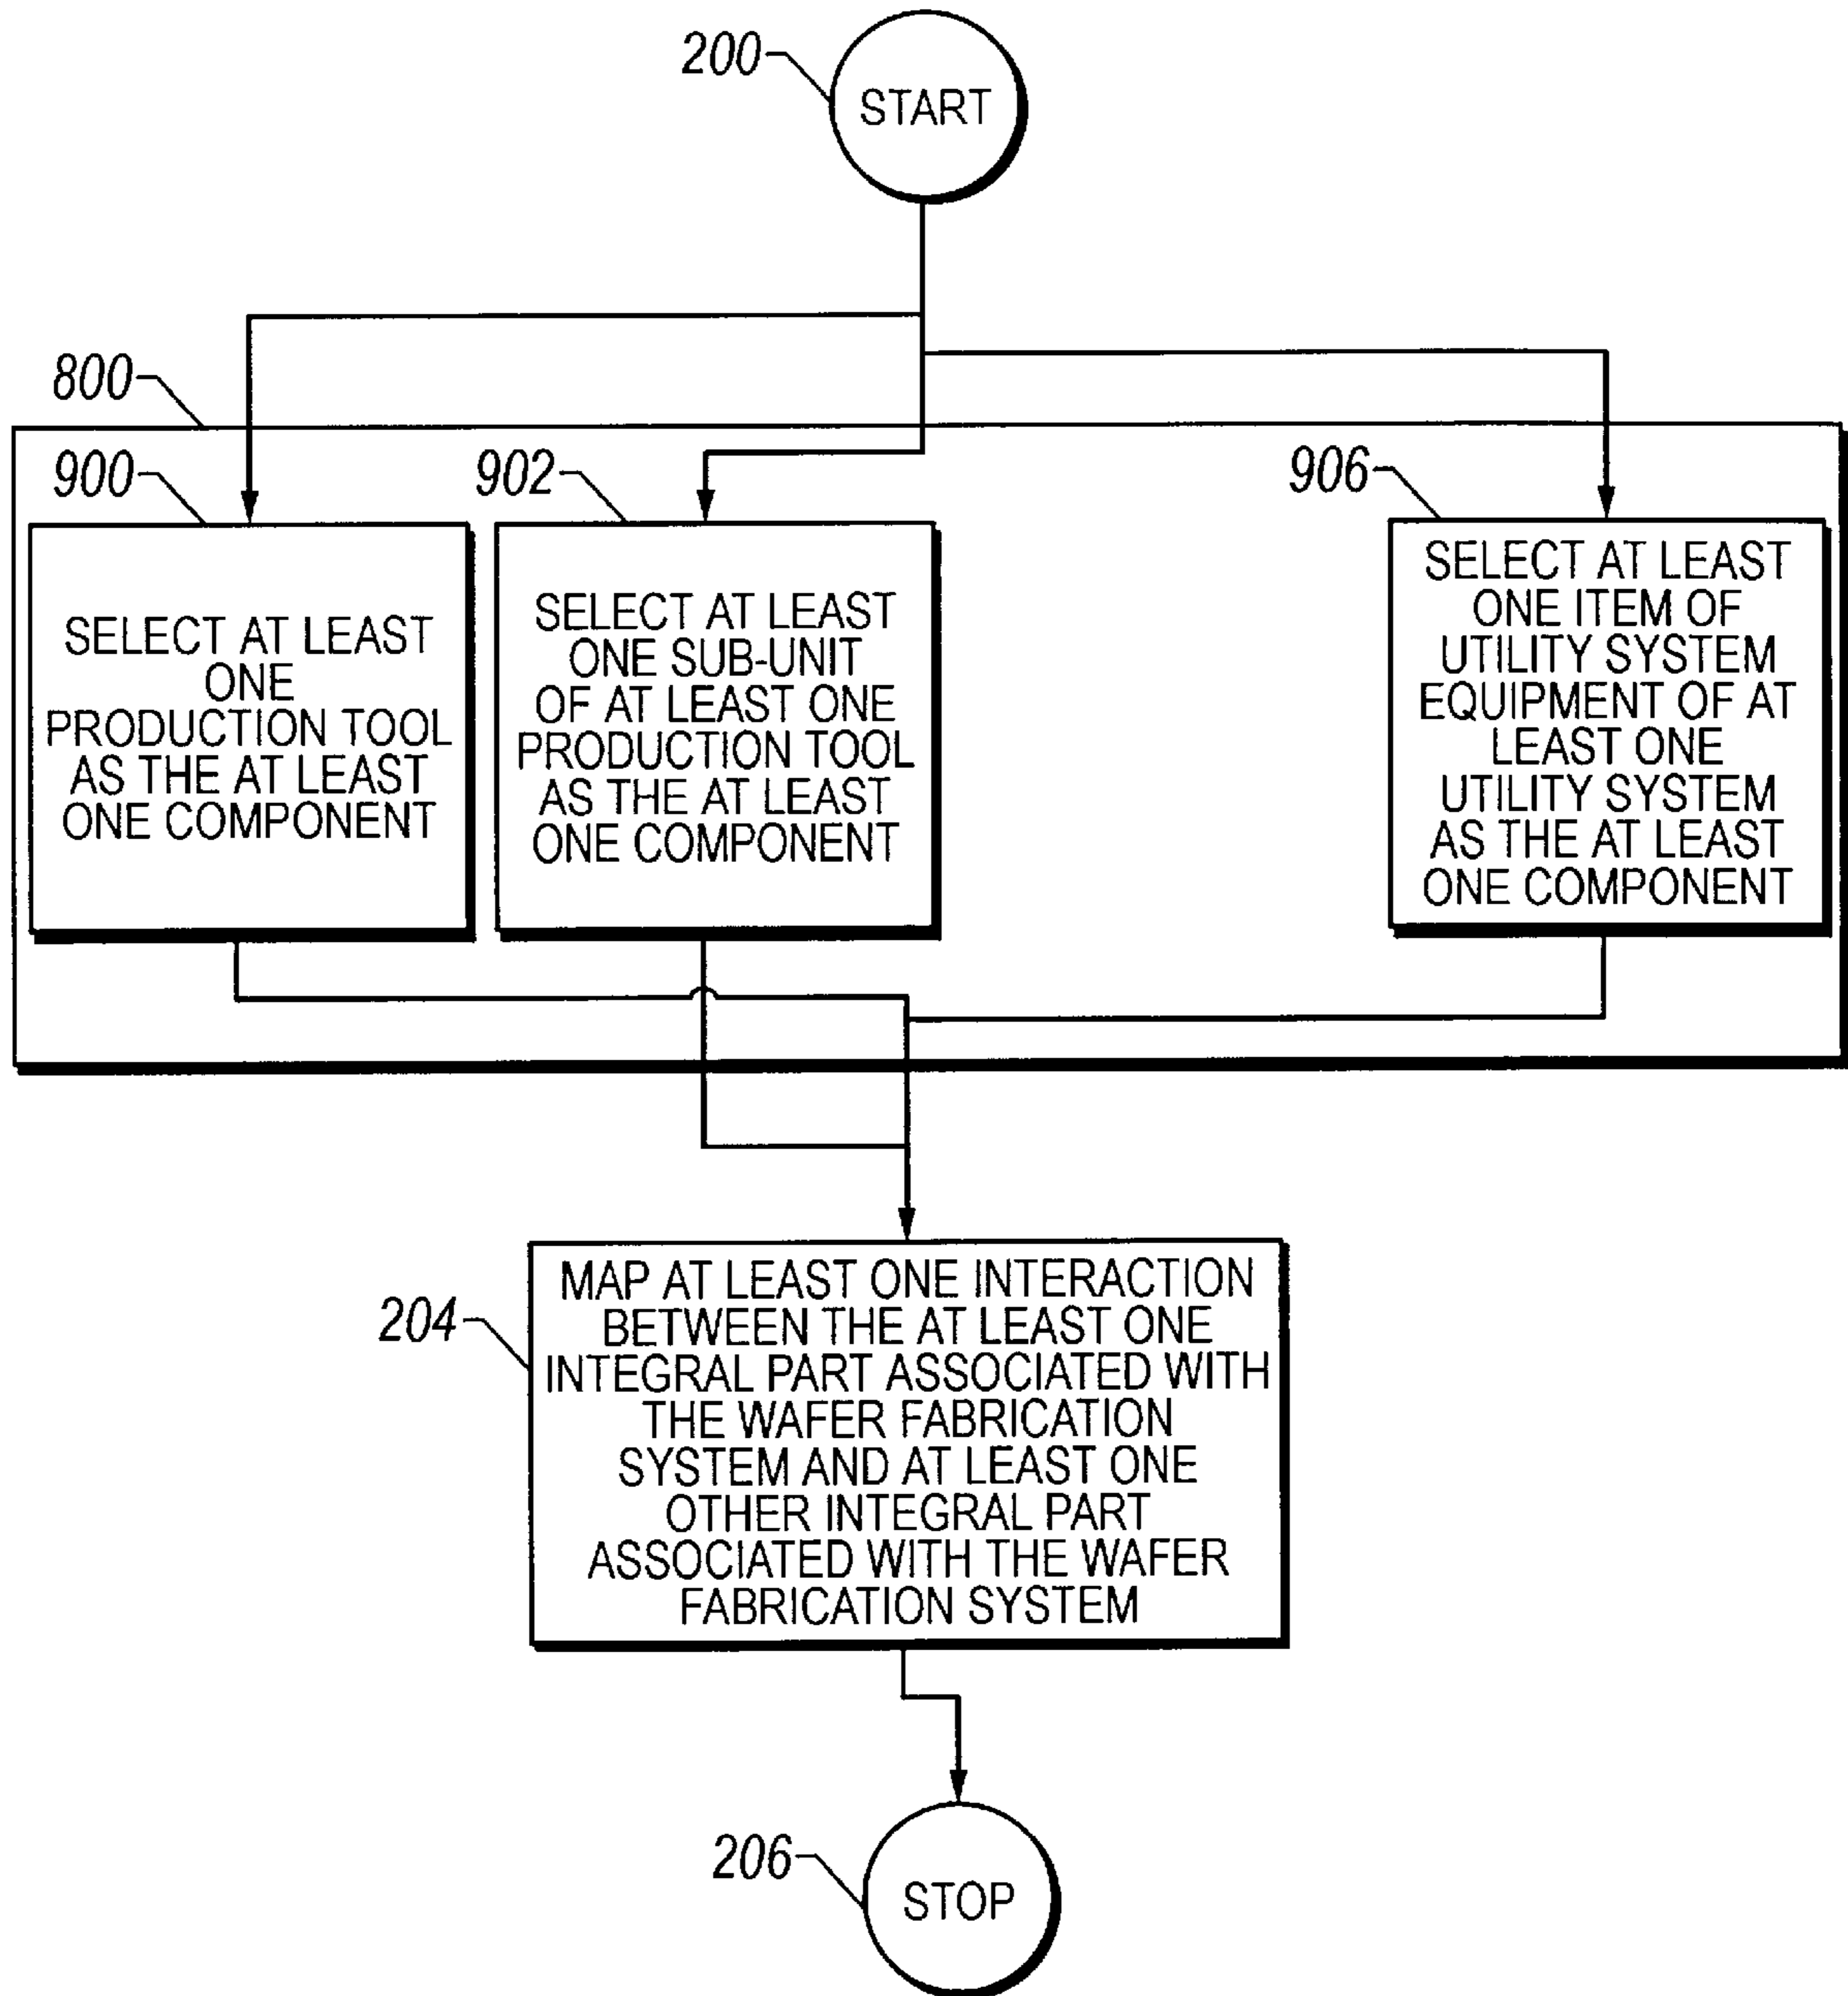 200
START
800
900
902
906
SELECT AT LEAST
ONE
PRODUCTION TOOL
AS THE AT LEAST
ONE COMPONENT
SELECT AT LEAST
ONE SUB-UNIT
OF AT LEAST ONE
PRODUCTION TOOL
AS THE AT LEAST
ONE COMPONENT
SELECT AT LEAST
ONE ITEM OF
UTILITY SYSTEM
EQUIPMENT OF AT
LEAST ONE
UTILITY SYSTEM
AS THE AT LEAST
ONE COMPONENT
204
MAP AT LEAST ONE INTERACTION
BETWEEN THE AT LEAST ONE
INTEGRAL PART ASSOCIATED WITH
THE WAFER FABRICATION
SYSTEM AND AT LEAST ONE
OTHER INTEGRAL PART
ASSOCIATED WITH THE WAFER
FABRICATION SYSTEM
206
STOP